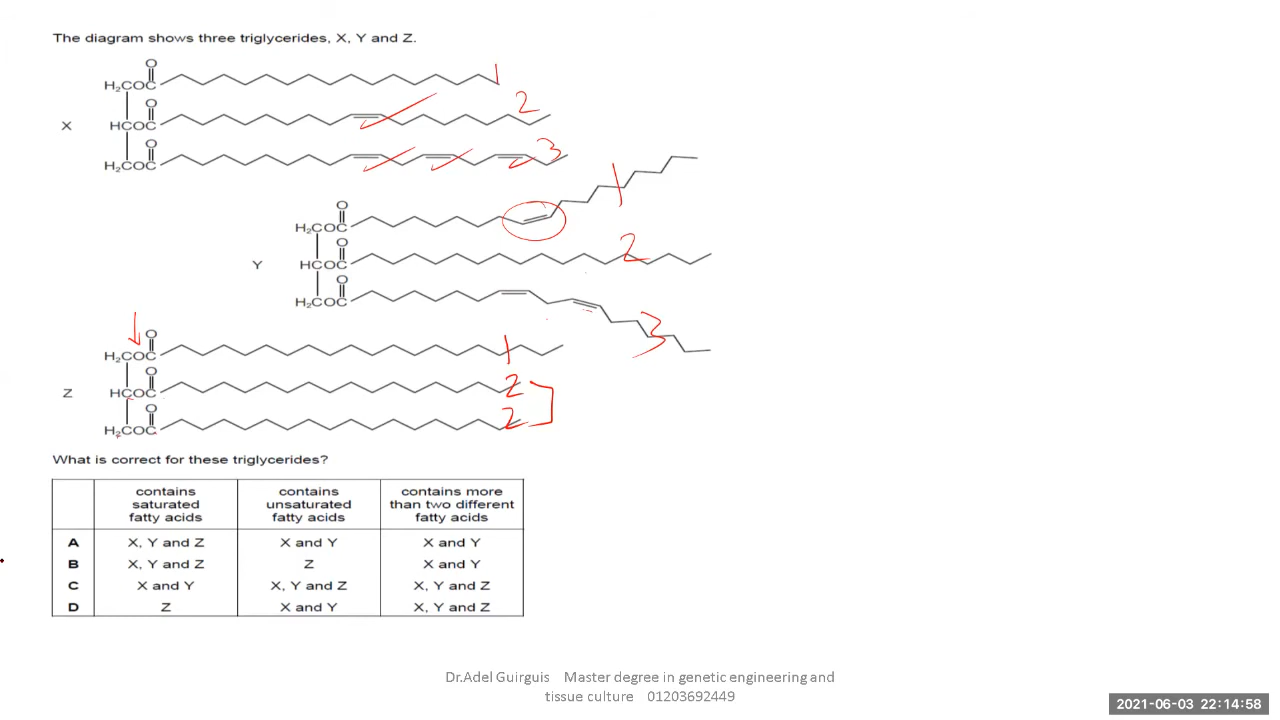 The diagram shows three triglycerides, X, Y and Z.
O
H₂COC
1
O
X HCOC
2
O
H₂COC
3
O
H₂COC
1
O
Y HCOC
2
O
H₂COC
3
O
H₂COC
1
O
Z HCOC
2
O
H₂COC
2
What is correct for these triglycerides?
contains saturated fatty acids
contains unsaturated fatty acids
contains more than two different fatty acids
A X, Y and Z X and Y X and Y
B X, Y and Z Z X and Y
C X and Y X, Y and Z X, Y and Z
D Z X and Y X, Y and Z
Dr.Adel Guirguis Master degree in genetic engineering and
tissue culture 01203692449
2021-06-03 22:14:58